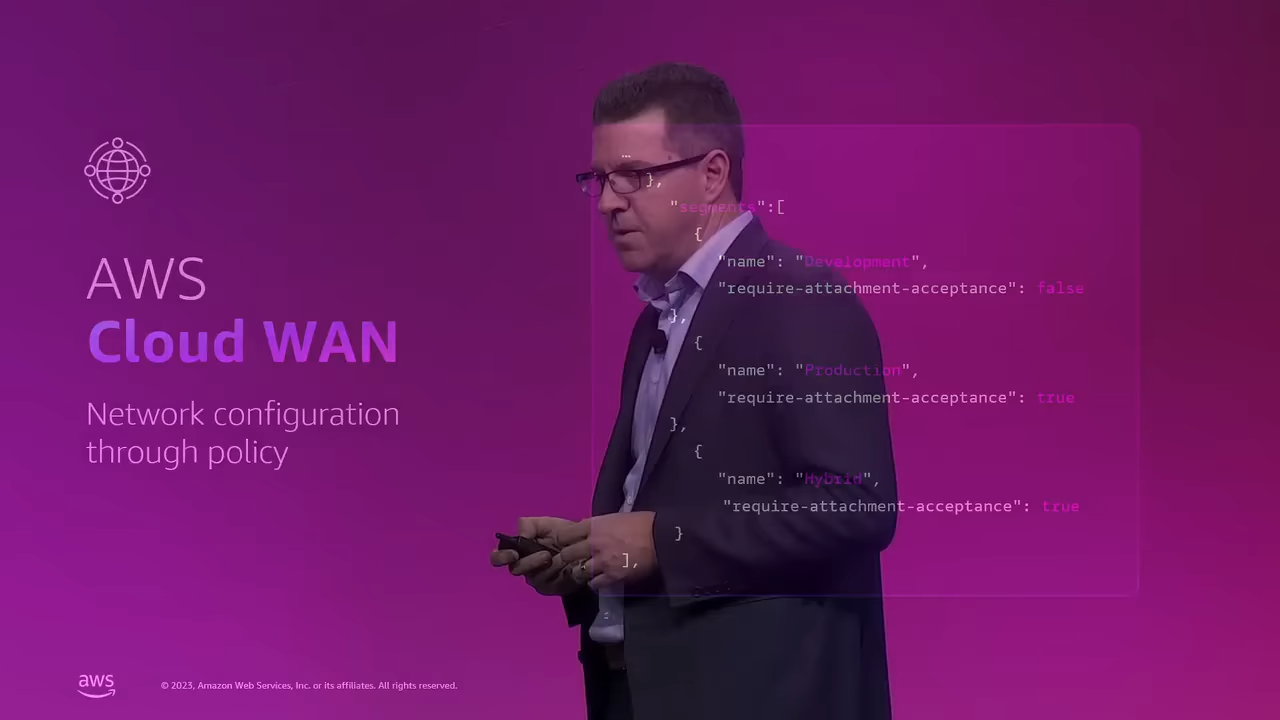 AWS
Cloud WAN
Network configuration
through policy
...
},
"segments":[
{
"name": "Development",
"require-attachment-acceptance": false
},
{
"name": "Production",
"require-attachment-acceptance": true
},
{
"name": "Hybrid",
"require-attachment-acceptance": true
}
],
aws
© 2023, Amazon Web Services, Inc. or its affiliates. All rights reserved.